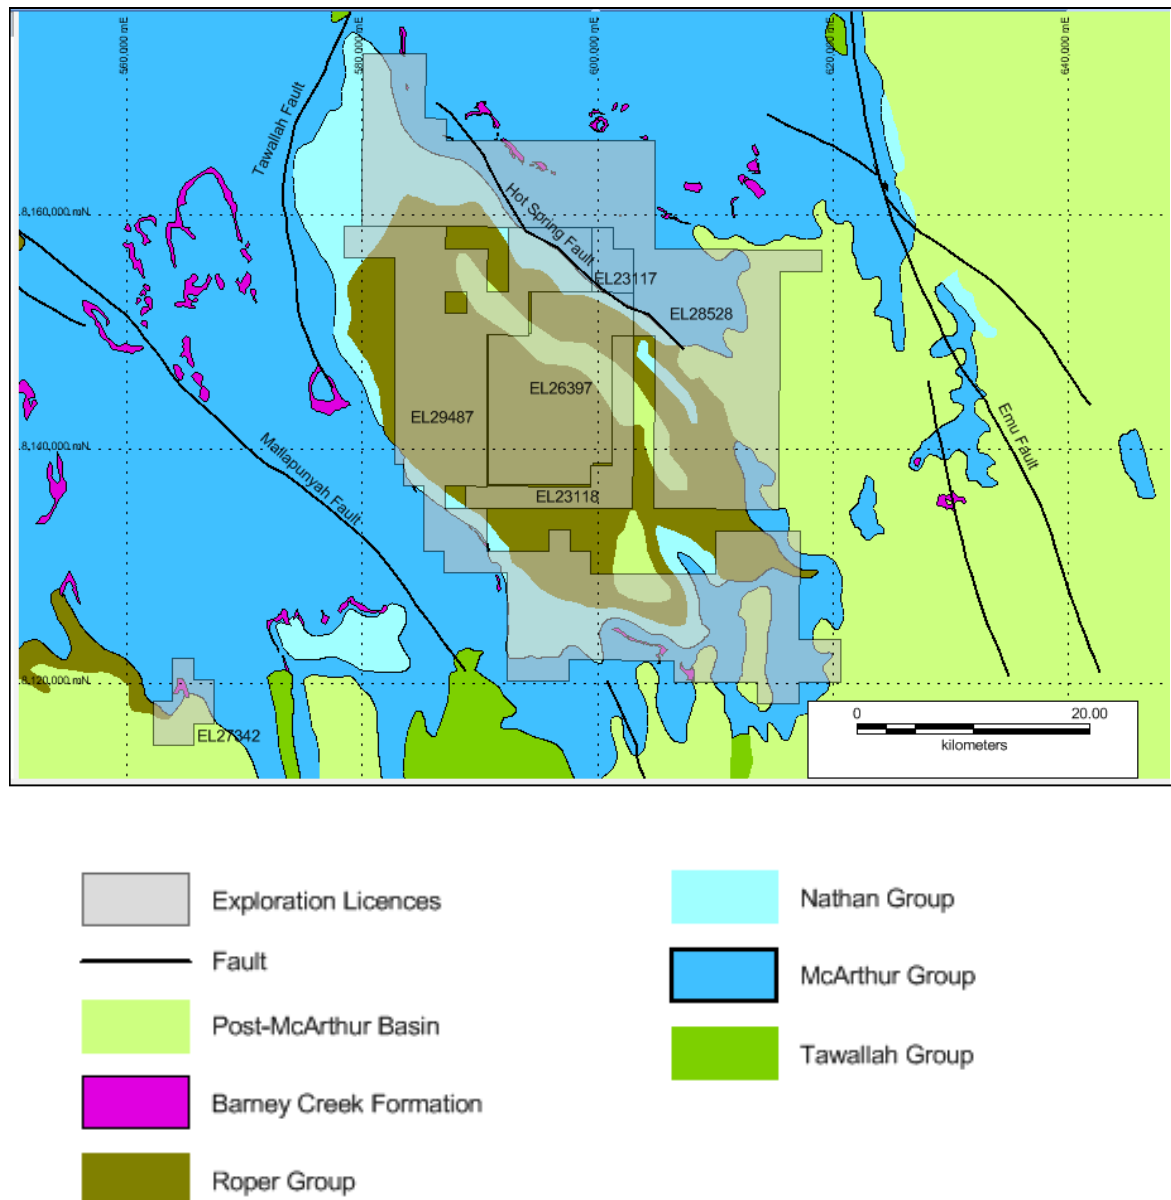 560,000 mE
580,000 mE
600,000 mE
620,000 mE
640,000 mE
Tawallah Fault
8,160,000 mN
Hot Spring Fault
EL23117
EL28528
EL26397
EL29487
Emu Fault
8,140,000 mN
Mallapunyah Fault
EL23118
8,120,000 mN
EL27342
0 20.00
kilometers
Exploration Licences
Fault
Post-McArthur Basin
Barney Creek Formation
Roper Group
Nathan Group
McArthur Group
Tawallah Group